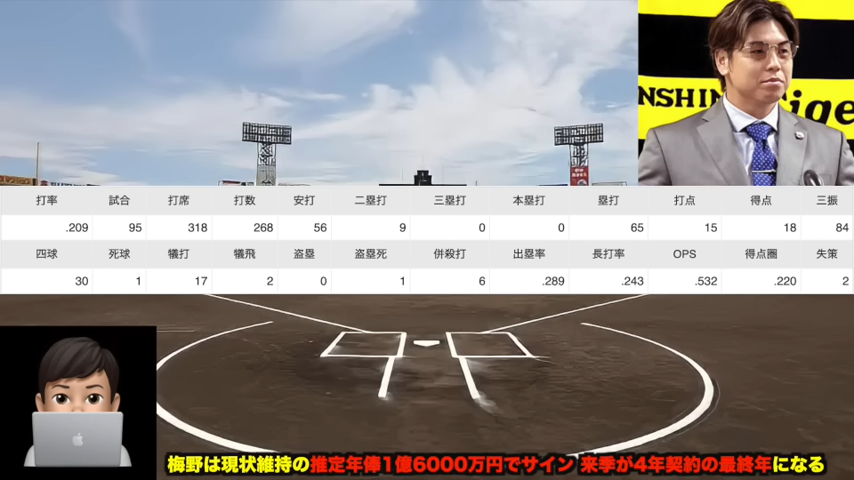 NSHIN Tige
打率 試合 打席 打数 安打 二塁打 三塁打 本塁打 塁打 打点 得点 三振
.209 95 318 268 56 9 0 0 65 15 18 84
四球 死球 犠打 犠飛 盗塁 盗塁死 併殺打 出塁率 長打率 OPS 得点圏 失策
30 1 17 2 0 1 6 .289 .243 .532 .220 2
梅野は現状維持の推定年俸1億6000万円でサイン 来季が4年契約の最終年になる